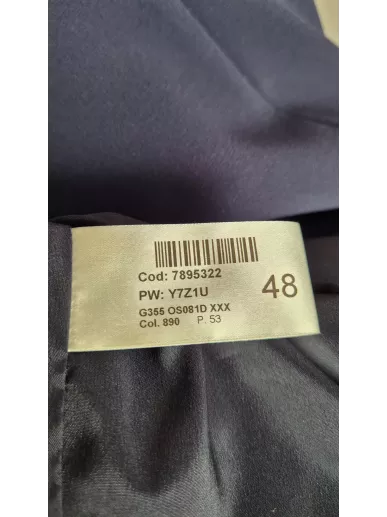 Cod: 7895322
PW: Y7Z1U
48
G355 OS081D XXX
Col. 890 P. 53